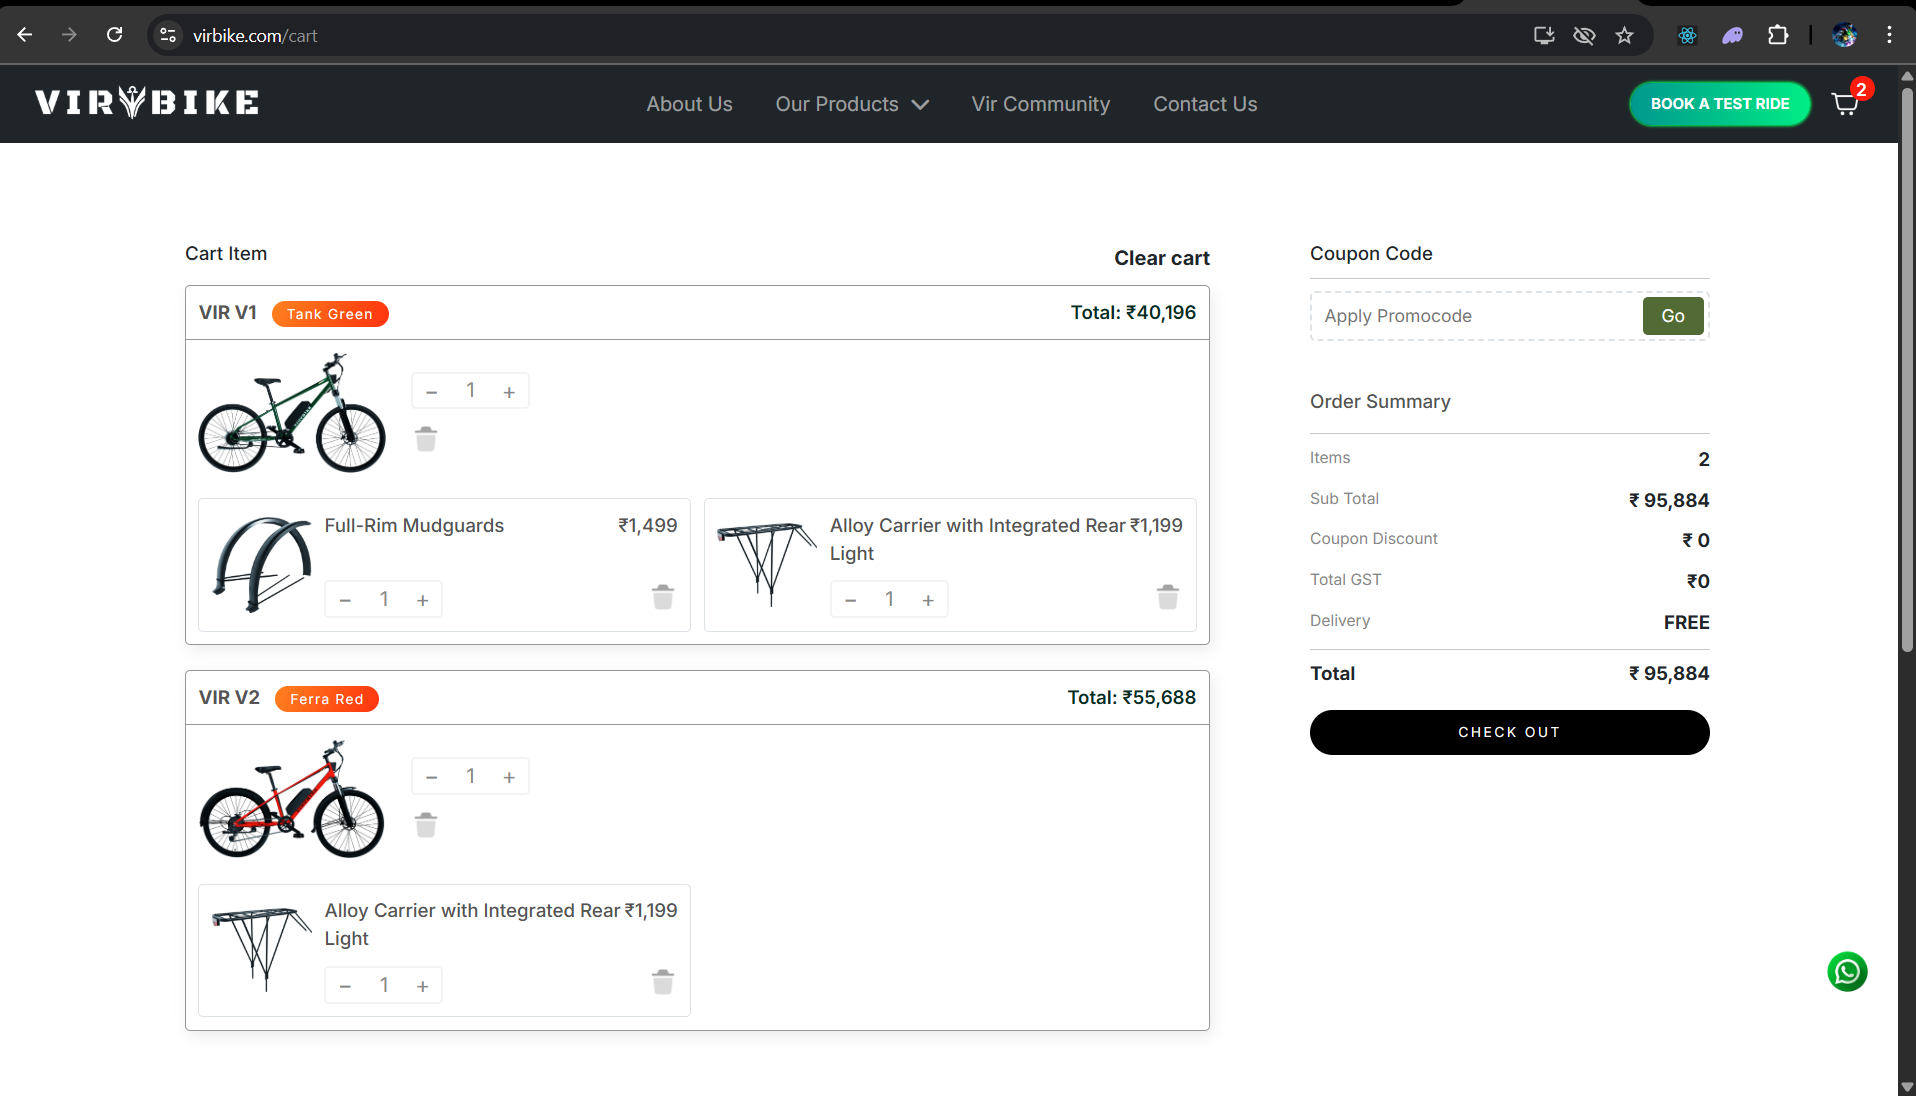 virbike.com/cart
VIR BIKE
About Us
Our Products
Vir Community
Contact Us
BOOK A TEST RIDE
2
Cart Item
Clear cart
VIR V1
Tank Green
Total: ₹40,196
− 1 +
Full-Rim Mudguards
₹1,499
− 1 +
Alloy Carrier with Integrated Rear
₹1,199
Light
− 1 +
VIR V2
Ferra Red
Total: ₹55,688
− 1 +
Alloy Carrier with Integrated Rear
₹1,199
Light
− 1 +
Coupon Code
Apply Promocode
Go
Order Summary
Items
2
Sub Total
₹ 95,884
Coupon Discount
₹ 0
Total GST
₹0
Delivery
FREE
Total
₹ 95,884
CHECK OUT